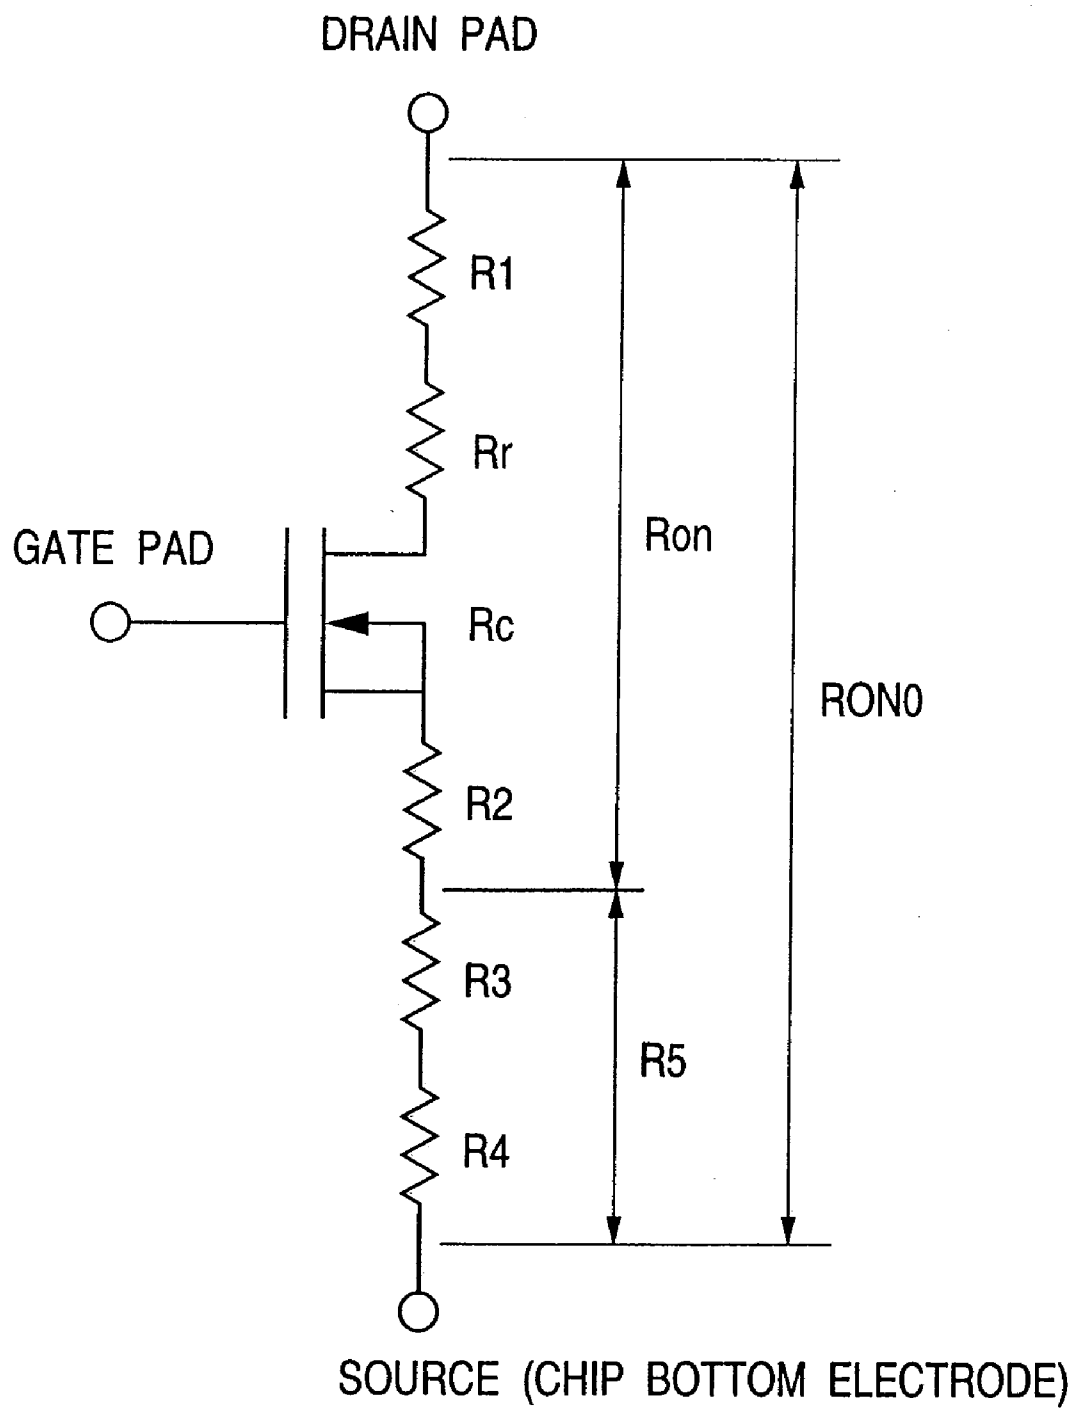 DRAIN PAD
R1
Rr
GATE PAD
Ron
Rc
RON0
R2
R3
R5
R4
SOURCE (CHIP BOTTOM ELECTRODE)